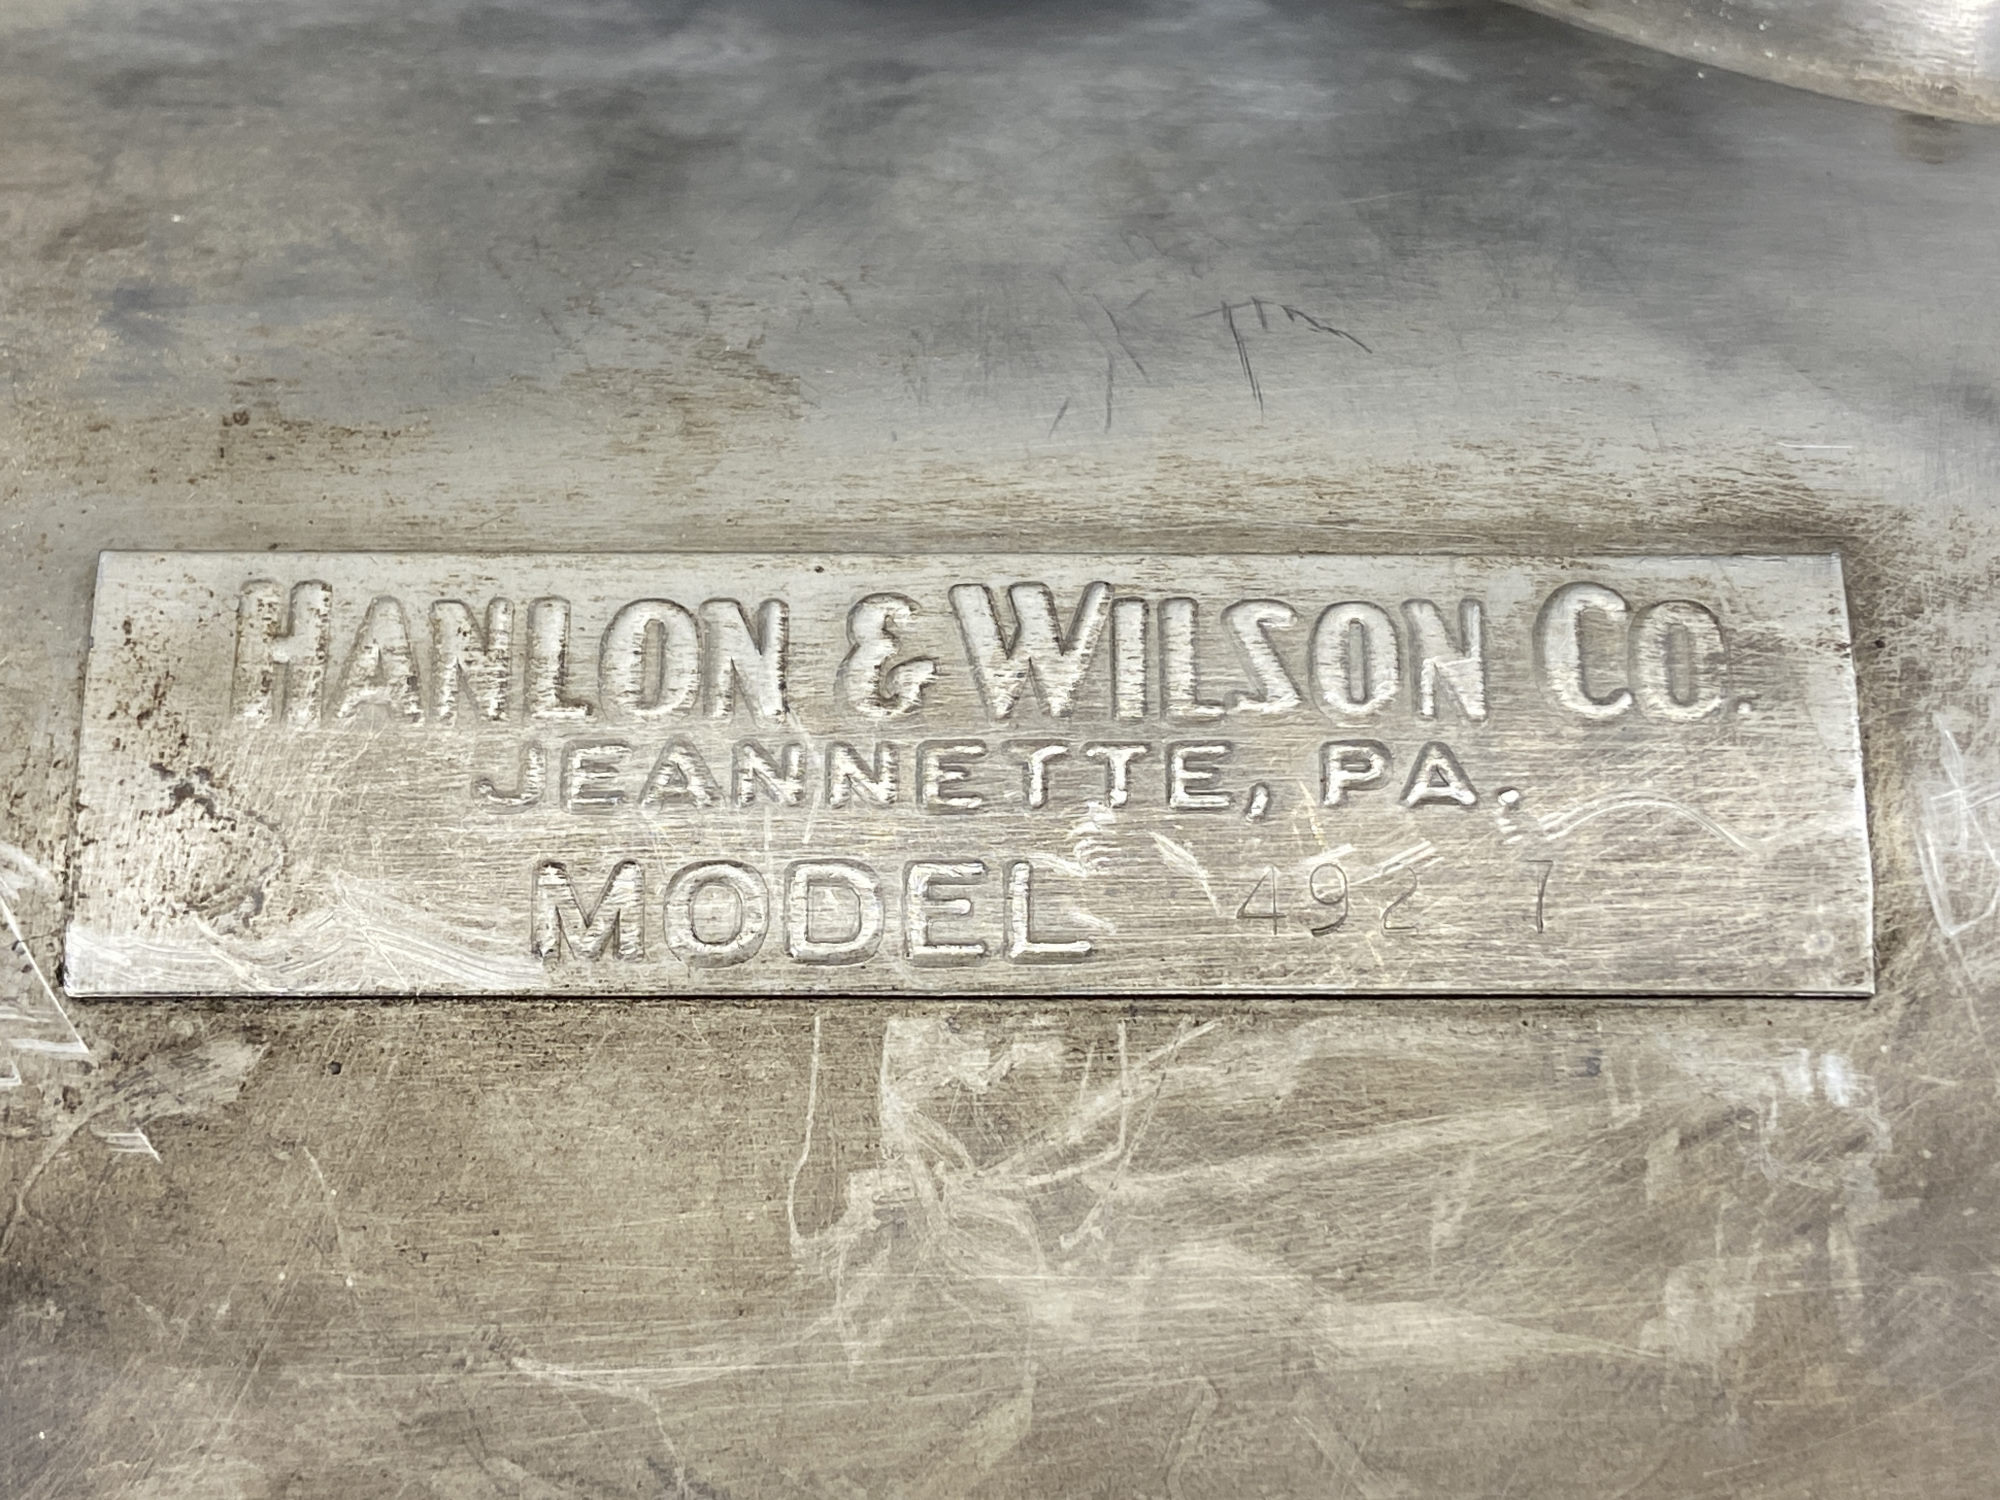 HANLON & WILSON CO.
JEANNETTE, PA.
MODEL 492 7